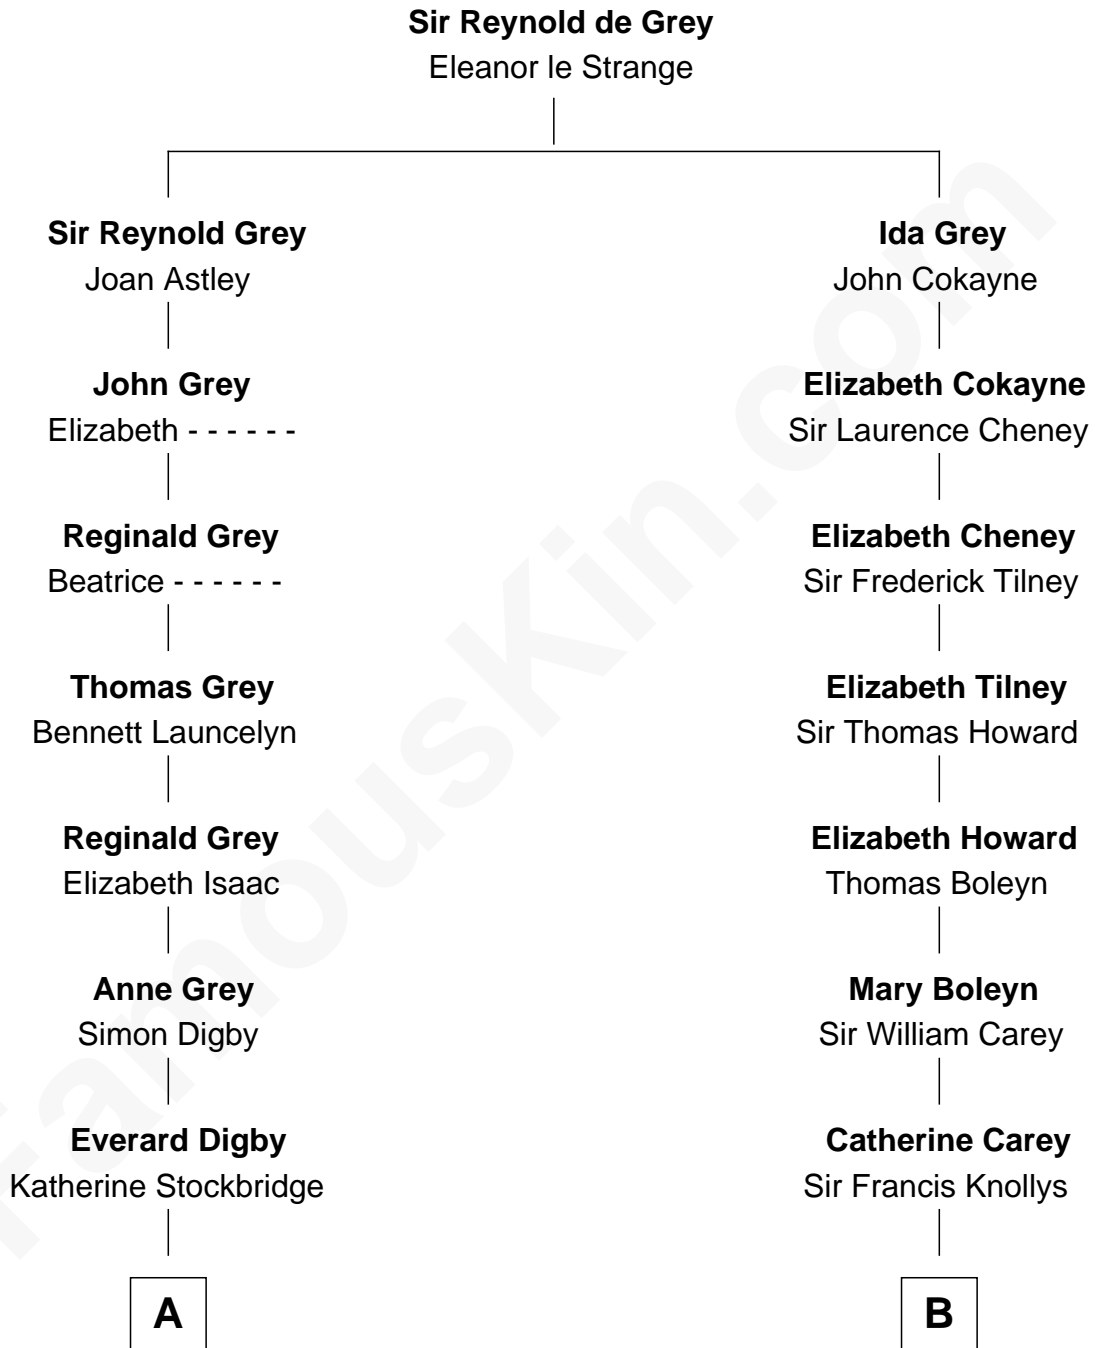 Sir Reynold de Grey
Eleanor le Strange
Sir Reynold Grey
Joan Astley
John Grey
Elizabeth - - - - - -
Reginald Grey
Beatrice - - - - - -
Thomas Grey
Bennett Launcelyn
Reginald Grey
Elizabeth Isaac
Anne Grey
Simon Digby
Everard Digby
Katherine Stockbridge
A
Ida Grey
John Cokayne
Elizabeth Cokayne
Sir Laurence Cheney
Elizabeth Cheney
Sir Frederick Tilney
Elizabeth Tilney
Sir Thomas Howard
Elizabeth Howard
Thomas Boleyn
Mary Boleyn
Sir William Carey
Catherine Carey
Sir Francis Knollys
B
FamousKin.com